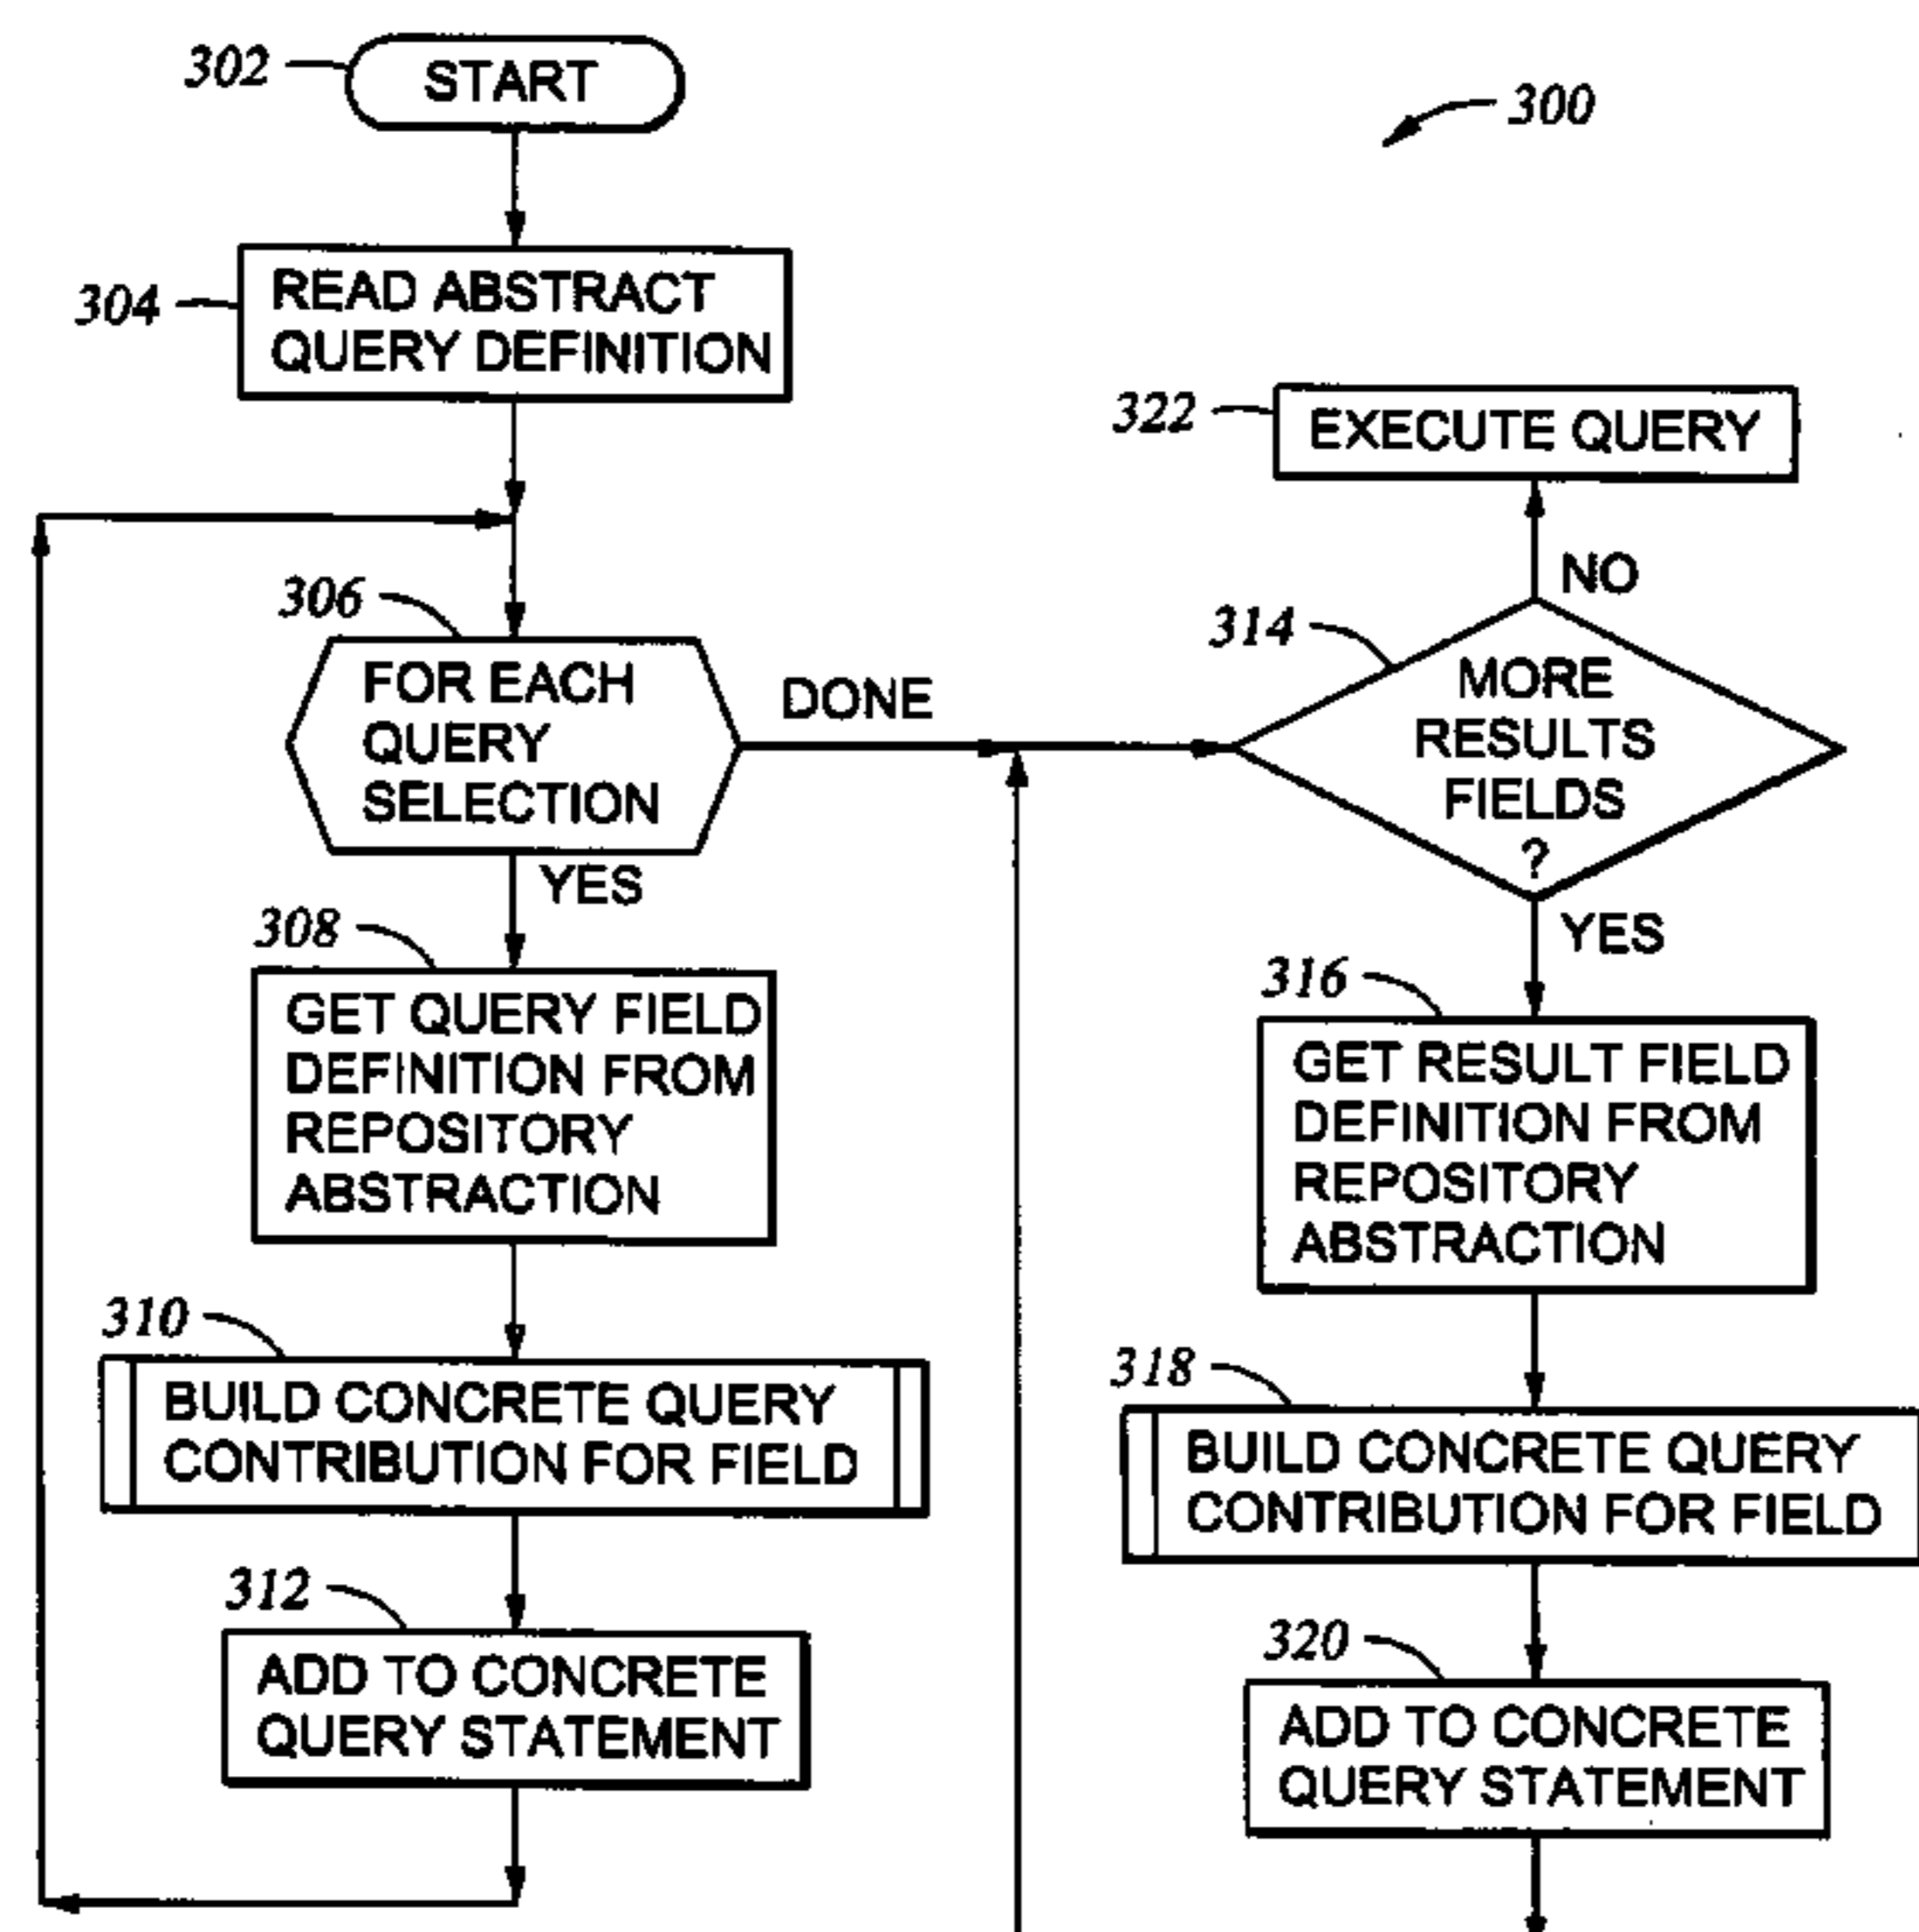 302
START
300
304
READ ABSTRACT
QUERY DEFINITION
322
EXECUTE QUERY
NO
306
FOR EACH
QUERY
SELECTION
DONE
314
MORE
RESULTS
FIELDS
?
YES
YES
308
GET QUERY FIELD
DEFINITION FROM
REPOSITORY
ABSTRACTION
316
GET RESULT FIELD
DEFINITION FROM
REPOSITORY
ABSTRACTION
310
BUILD CONCRETE QUERY
CONTRIBUTION FOR FIELD
318
BUILD CONCRETE QUERY
CONTRIBUTION FOR FIELD
312
ADD TO CONCRETE
QUERY STATEMENT
320
ADD TO CONCRETE
QUERY STATEMENT